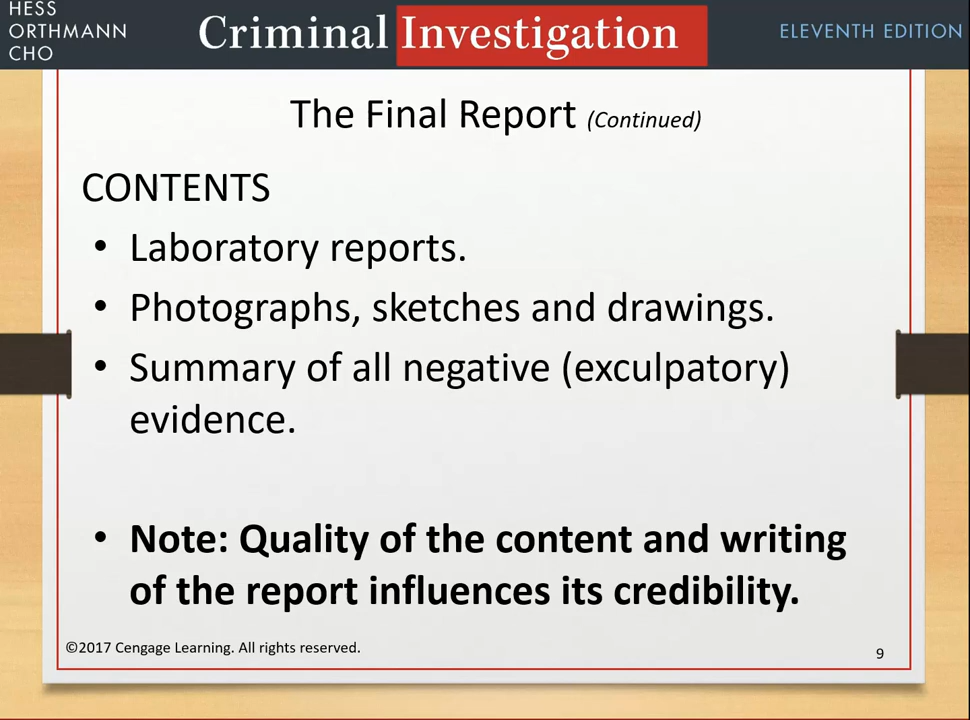 HESS
ORTHMANN
CHO
Criminal Investigation
ELEVENTH EDITION
The Final Report (Continued)
CONTENTS
• Laboratory reports.
• Photographs, sketches and drawings.
• Summary of all negative (exculpatory)
evidence.
• Note: Quality of the content and writing
of the report influences its credibility.
©2017 Cengage Learning. All rights reserved.
9